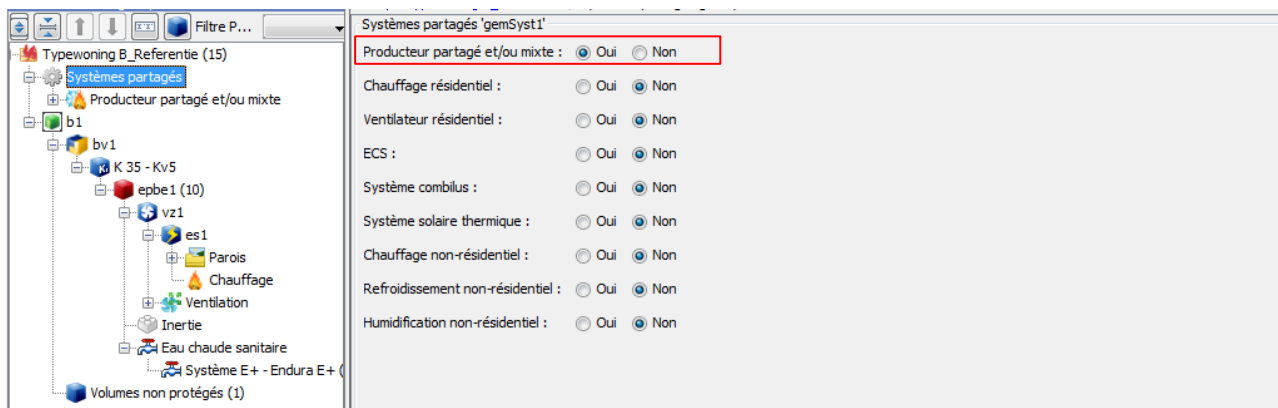 Filtre P...
Typewoning B_Referentie (15)
Systèmes partagés
Producteur partagé et/ou mixte
b1
bv1
K 35 - Kv5
epbe1 (10)
vz1
es1
Parois
Chauffage
Ventilation
Inertie
Eau chaude sanitaire
Système E+ - Endura E+ (
Volumes non protégés (1)
Systèmes partagés 'gemSyst1'
Producteur partagé et/ou mixte : Oui Non
Chauffage résidentiel : Oui Non
Ventilateur résidentiel : Oui Non
ECS : Oui Non
Système combilus : Oui Non
Système solaire thermique : Oui Non
Chauffage non-résidentiel : Oui Non
Refroidissement non-résidentiel : Oui Non
Humidification non-résidentiel : Oui Non